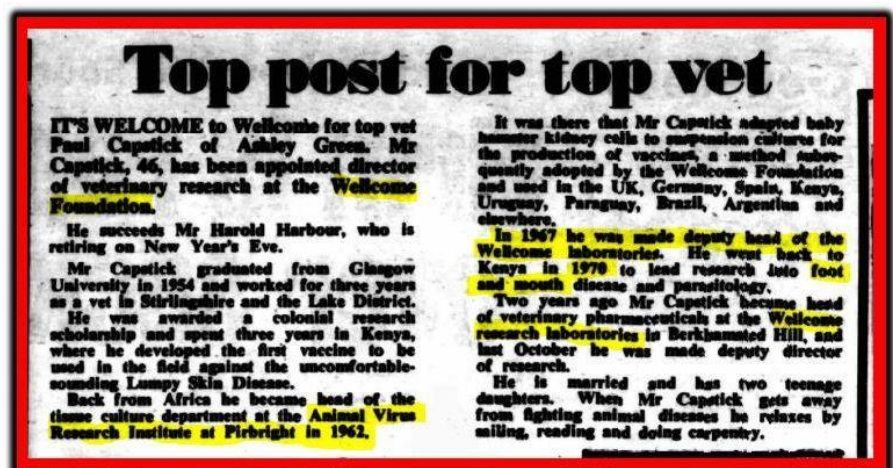 Top post for top vet
IT'S WELCOME to Wellcome for top vet
Paul Capstick of Ashley Green. Mr
Capstick, 46, has been appointed director
of veterinary research at the Wellcome
Foundation.
He succeeds Mr Harold Harbour, who is
retiring on New Year's Eve.
Mr Capstick graduated from Glasgow
University in 1954 and worked for three years
as a vet in Stirlingshire and the Lake District.
He was awarded a colonial research
scholarship and spent three years in Kenya,
where he developed the first vaccine to be
used in the field against the uncomfortable-
sounding Lumpy Skin Disease.
Back from Africa he became head of the
tissue culture department at the Animal Virus
Research Institute at Pirbright in 1962.
It was there that Mr Capstick adapted baby
hamster kidney cells to suspension cultures for
the production of vaccines, a method subse-
quently adopted by the Wellcome Foundation
and used in the UK, Germany, Spain, Kenya,
Uruguay, Paraguay, Brazil, Argentina and
elsewhere.
In 1967 he was made deputy head of the
Wellcome laboratories. He went back to
Kenya in 1970 to lead research into foot
and mouth disease and parasitology.
Two years ago Mr Capstick became head
of veterinary pharmaceuticals at the Wellcome
research laboratories in Berkhamsted Hill, and
last October he was made deputy director
of research.
He is married and has two teenage
daughters. When Mr Capstick gets away
from fighting animal diseases he relaxes by
sailing, reading and doing carpentry.